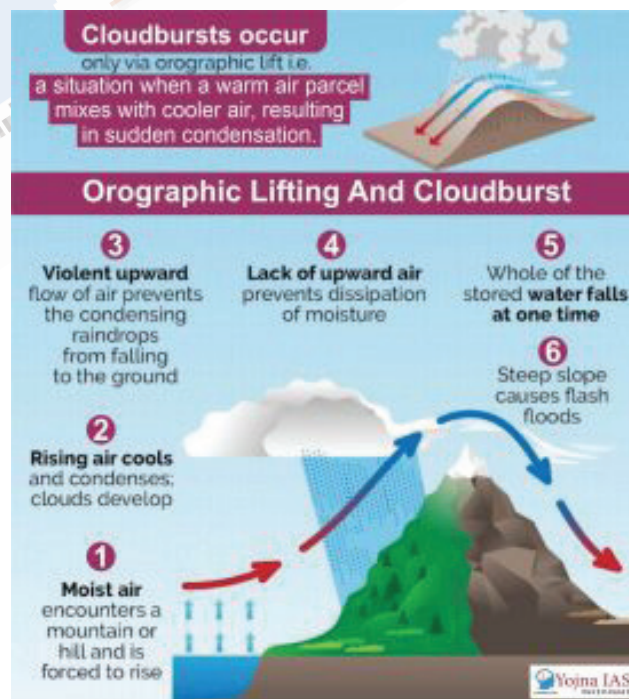 Cloudbursts occur
only via orographic lift i.e.
a situation when a warm air parcel
mixes with cooler air, resulting
in sudden condensation.
Orographic Lifting And Cloudburst
3
Violent upward
flow of air prevents
the condensing
raindrops
from falling
to the ground
4
Lack of upward air
prevents dissipation
of moisture
5
Whole of the
stored water falls
at one time
6
Steep slope
causes flash
floods
2
Rising air cools
and condenses;
clouds develop
1
Moist air
encounters a
mountain or
hill and is
forced to rise
Yojna IAS